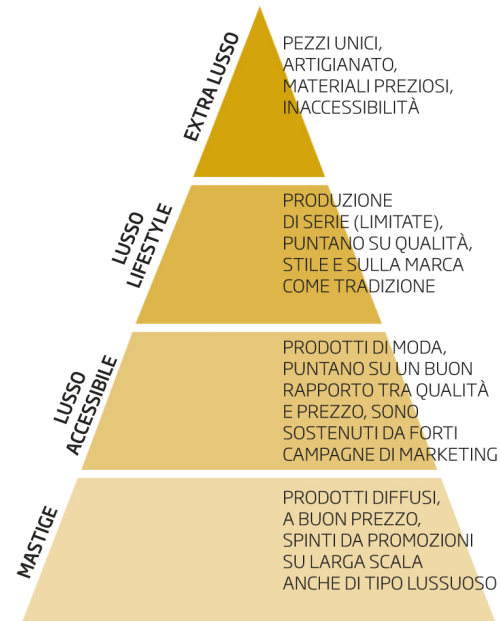 EXTRA LUSSO
PEZZI UNICI,
ARTIGIANATO,
MATERIALI PREZIOSI,
INACCESSIBILITÀ
LUSSO
LIFESTYLE
PRODUZIONE
DI SERIE (LIMITATE),
PUNTANO SU QUALITÀ,
STILE E SULLA MARCA
COME TRADIZIONE
LUSSO
ACCESSIBILE
PRODOTTI DI MODA,
PUNTANO SU UN BUON
RAPPORTO TRA QUALITÀ
E PREZZO, SONO
SOSTENUTI DA FORTI
CAMPAGNE DI MARKETING
MASTIGE
PRODOTTI DIFFUSI,
A BUON PREZZO,
SPINTI DA PROMOZIONI
SU LARGA SCALA
ANCHE DI TIPO LUSSUOSO